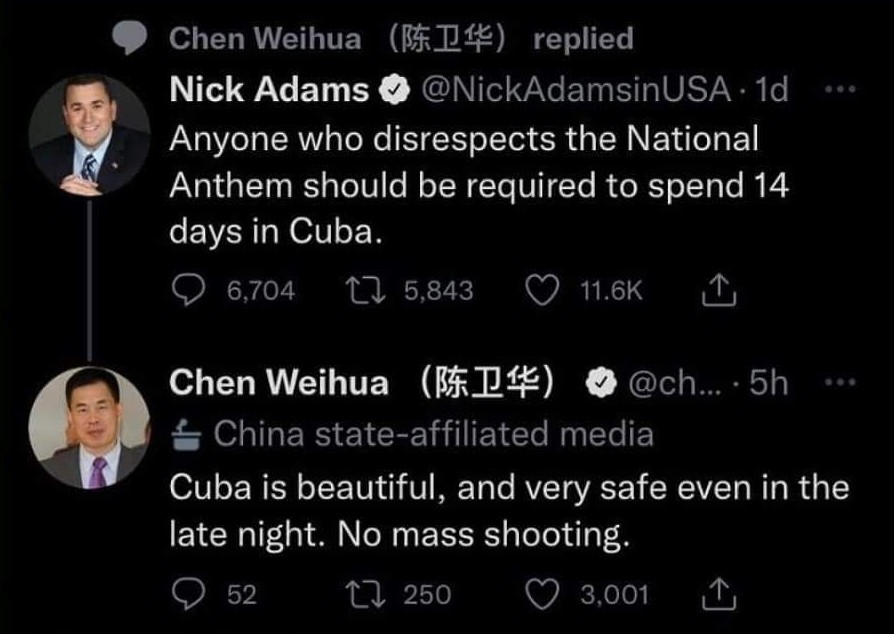 Chen Weihua （陈卫华） replied
Nick Adams @NickAdamsinUSA · 1d ...
Anyone who disrespects the National
Anthem should be required to spend 14
days in Cuba.
6,704 5,843 11.6K
Chen Weihua （陈卫华） @ch... · 5h ...
China state-affiliated media
Cuba is beautiful, and very safe even in the
late night. No mass shooting.
52 250 3,001